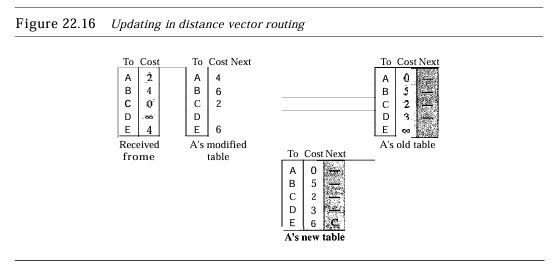 Figure 22.16 Updating in distance vector routing
To Cost
A 2
B 4
C 0
D ∞
E 4
Received
frome
To Cost Next
A 4
B 6
C 2
D
E 6
A's modified
table
To Cost Next
A 0 —
B 5 —
C 2 —
D 3 —
E ∞
A's old table
To Cost Next
A 0 —
B 5 —
C 2 —
D 3 —
E 6 C
A's new table